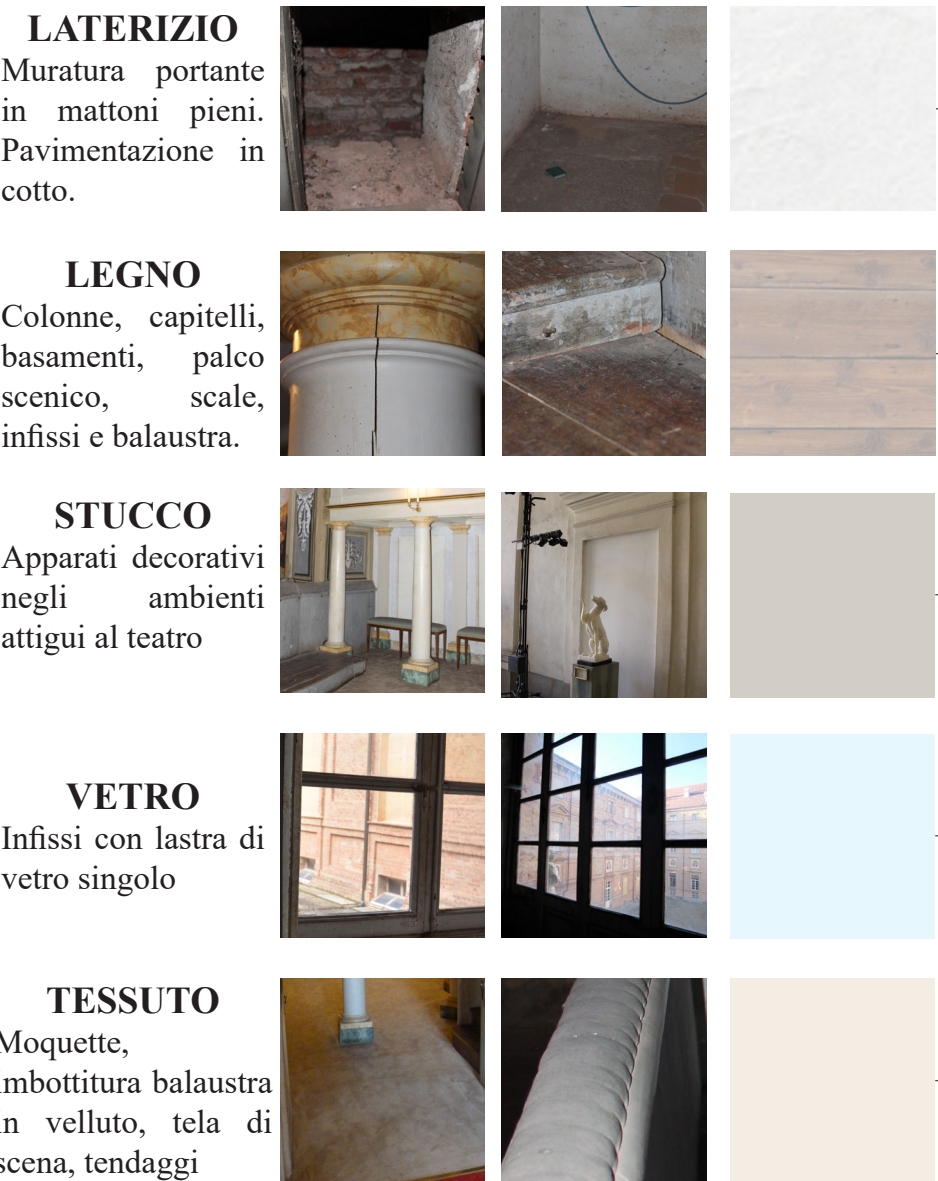 LATERIZIO
Muratura portante
in mattoni pieni.
Pavimentazione in
cotto.
LEGNO
Colonne, capitelli,
basamenti, palco
scenico, scale,
infissi e balaustra.
STUCCO
Apparati decorativi
negli ambienti
attigui al teatro
VETRO
Infissi con lastra di
vetro singolo
TESSUTO
Moquette,
imbottitura balaustra
in velluto, tela di
scena, tendaggi